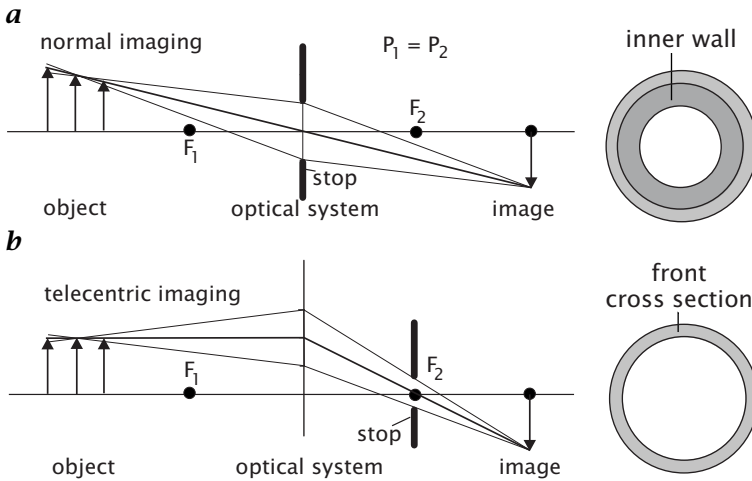 a
normal imaging
P1 = P2
inner wall
F1
F2
stop
object
optical system
image
b
telecentric imaging
front
cross section
F1
F2
stop
object
optical system
image